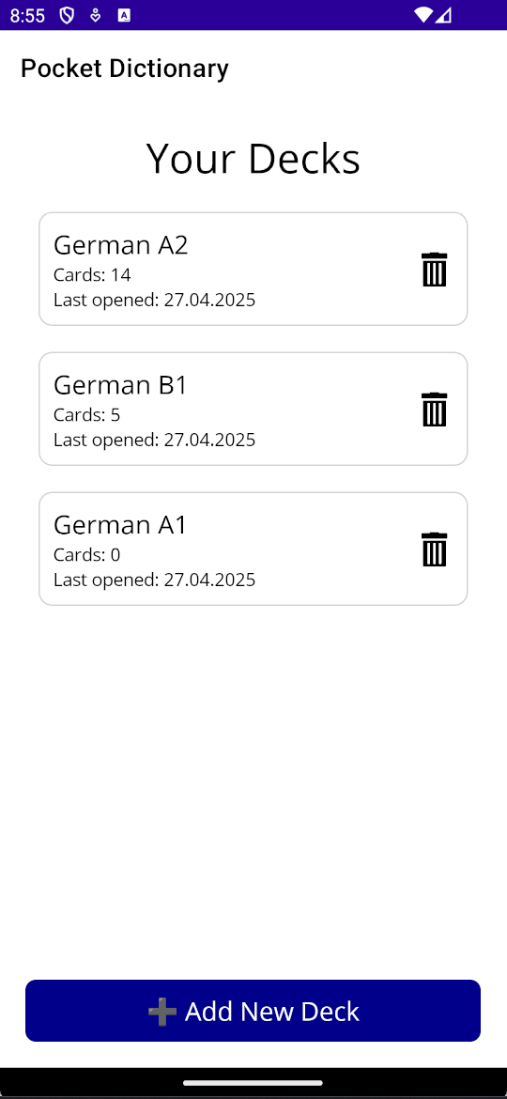 8:55
Pocket Dictionary
Your Decks
German A2
Cards: 14
Last opened: 27.04.2025
German B1
Cards: 5
Last opened: 27.04.2025
German A1
Cards: 0
Last opened: 27.04.2025
➕ Add New Deck